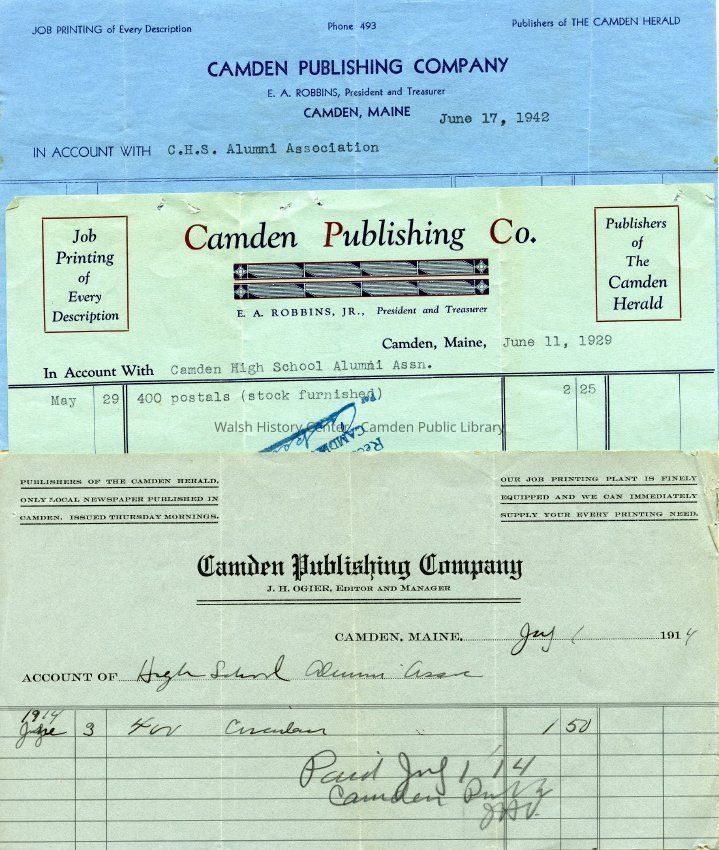 JOB PRINTING of Every Description
Phone 493
Publishers of THE CAMDEN HERALD
CAMDEN PUBLISHING COMPANY
E. A. ROBBINS, President and Treasurer
CAMDEN, MAINE
June 17, 1942
IN ACCOUNT WITH C.H.S. Alumni Association
Job
Printing
of
Every
Description
Camden Publishing Co.
Publishers
of
The
Camden
Herald
E. A. ROBBINS, JR., President and Treasurer
Camden, Maine, June 11, 1929
In Account With Camden High School Alumni Assn.
May 29 400 postals (stock furnished) 2 25
Walsh History Center, Camden Public Library
PUBLISHERS OF THE CAMDEN HERALD,
ONLY LOCAL NEWSPAPER PUBLISHED IN
CAMDEN. ISSUED THURSDAY MORNINGS.
OUR JOB PRINTING PLANT IS FINELY
EQUIPPED AND WE CAN IMMEDIATELY
SUPPLY YOUR EVERY PRINTING NEED.
Camden Publishing Company
J. H. OGIER, EDITOR AND MANAGER
CAMDEN, MAINE, July 1 1914
ACCOUNT OF High School Alumni Assoc
1914
June 3 400 Circulars 1 50
Paid July 1 '14
Camden Pub Co